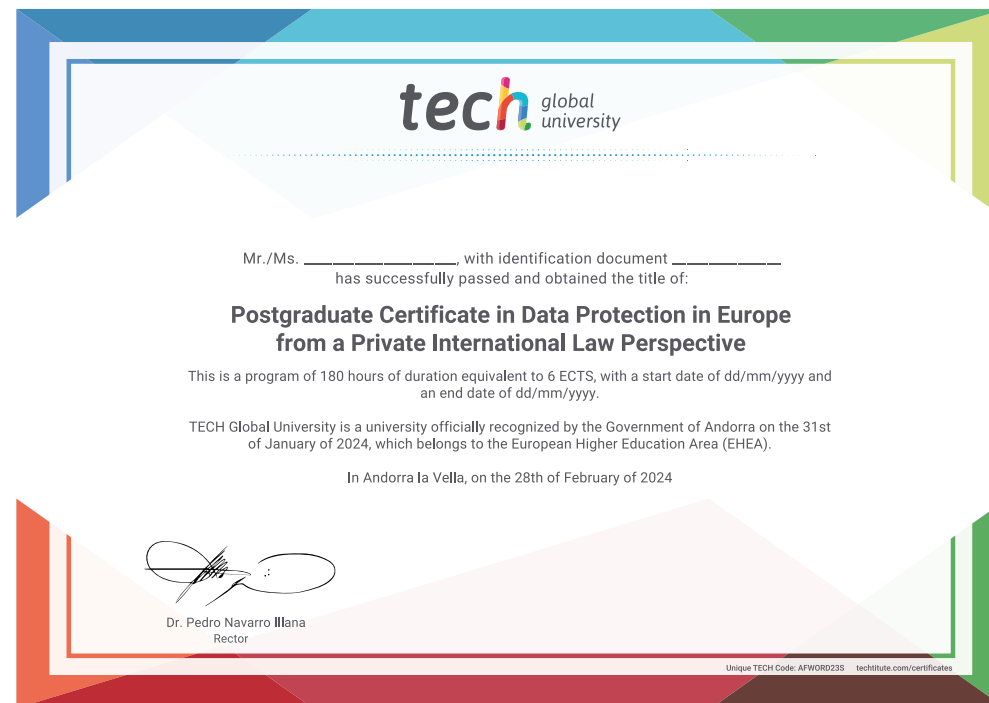 tech global university
Mr./Ms. ____________________, with identification document ______________
has successfully passed and obtained the title of:
Postgraduate Certificate in Data Protection in Europe
from a Private International Law Perspective
This is a program of 180 hours of duration equivalent to 6 ECTS, with a start date of dd/mm/yyyy and
an end date of dd/mm/yyyy.
TECH Global University is a university officially recognized by the Government of Andorra on the 31st
of January of 2024, which belongs to the European Higher Education Area (EHEA).
In Andorra la Vella, on the 28th of February of 2024
Dr. Pedro Navarro Illana
Rector
Unique TECH Code: AFWORD23S techtitute.com/certificates